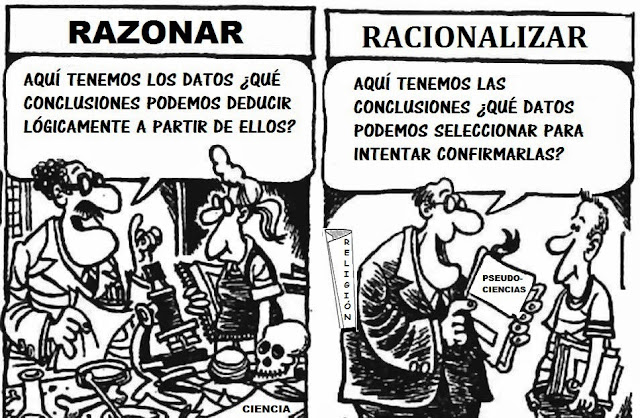 RAZONAR
AQUÍ TENEMOS LOS DATOS ¿QUÉ
CONCLUSIONES PODEMOS DEDUCIR
LÓGICAMENTE A PARTIR DE ELLOS?
CIENCIA
RACIONALIZAR
AQUÍ TENEMOS LAS
CONCLUSIONES ¿QUÉ DATOS
PODEMOS SELECCIONAR PARA
INTENTAR CONFIRMARLAS?
RELIGIÓN
PSEUDO-
CIENCIAS